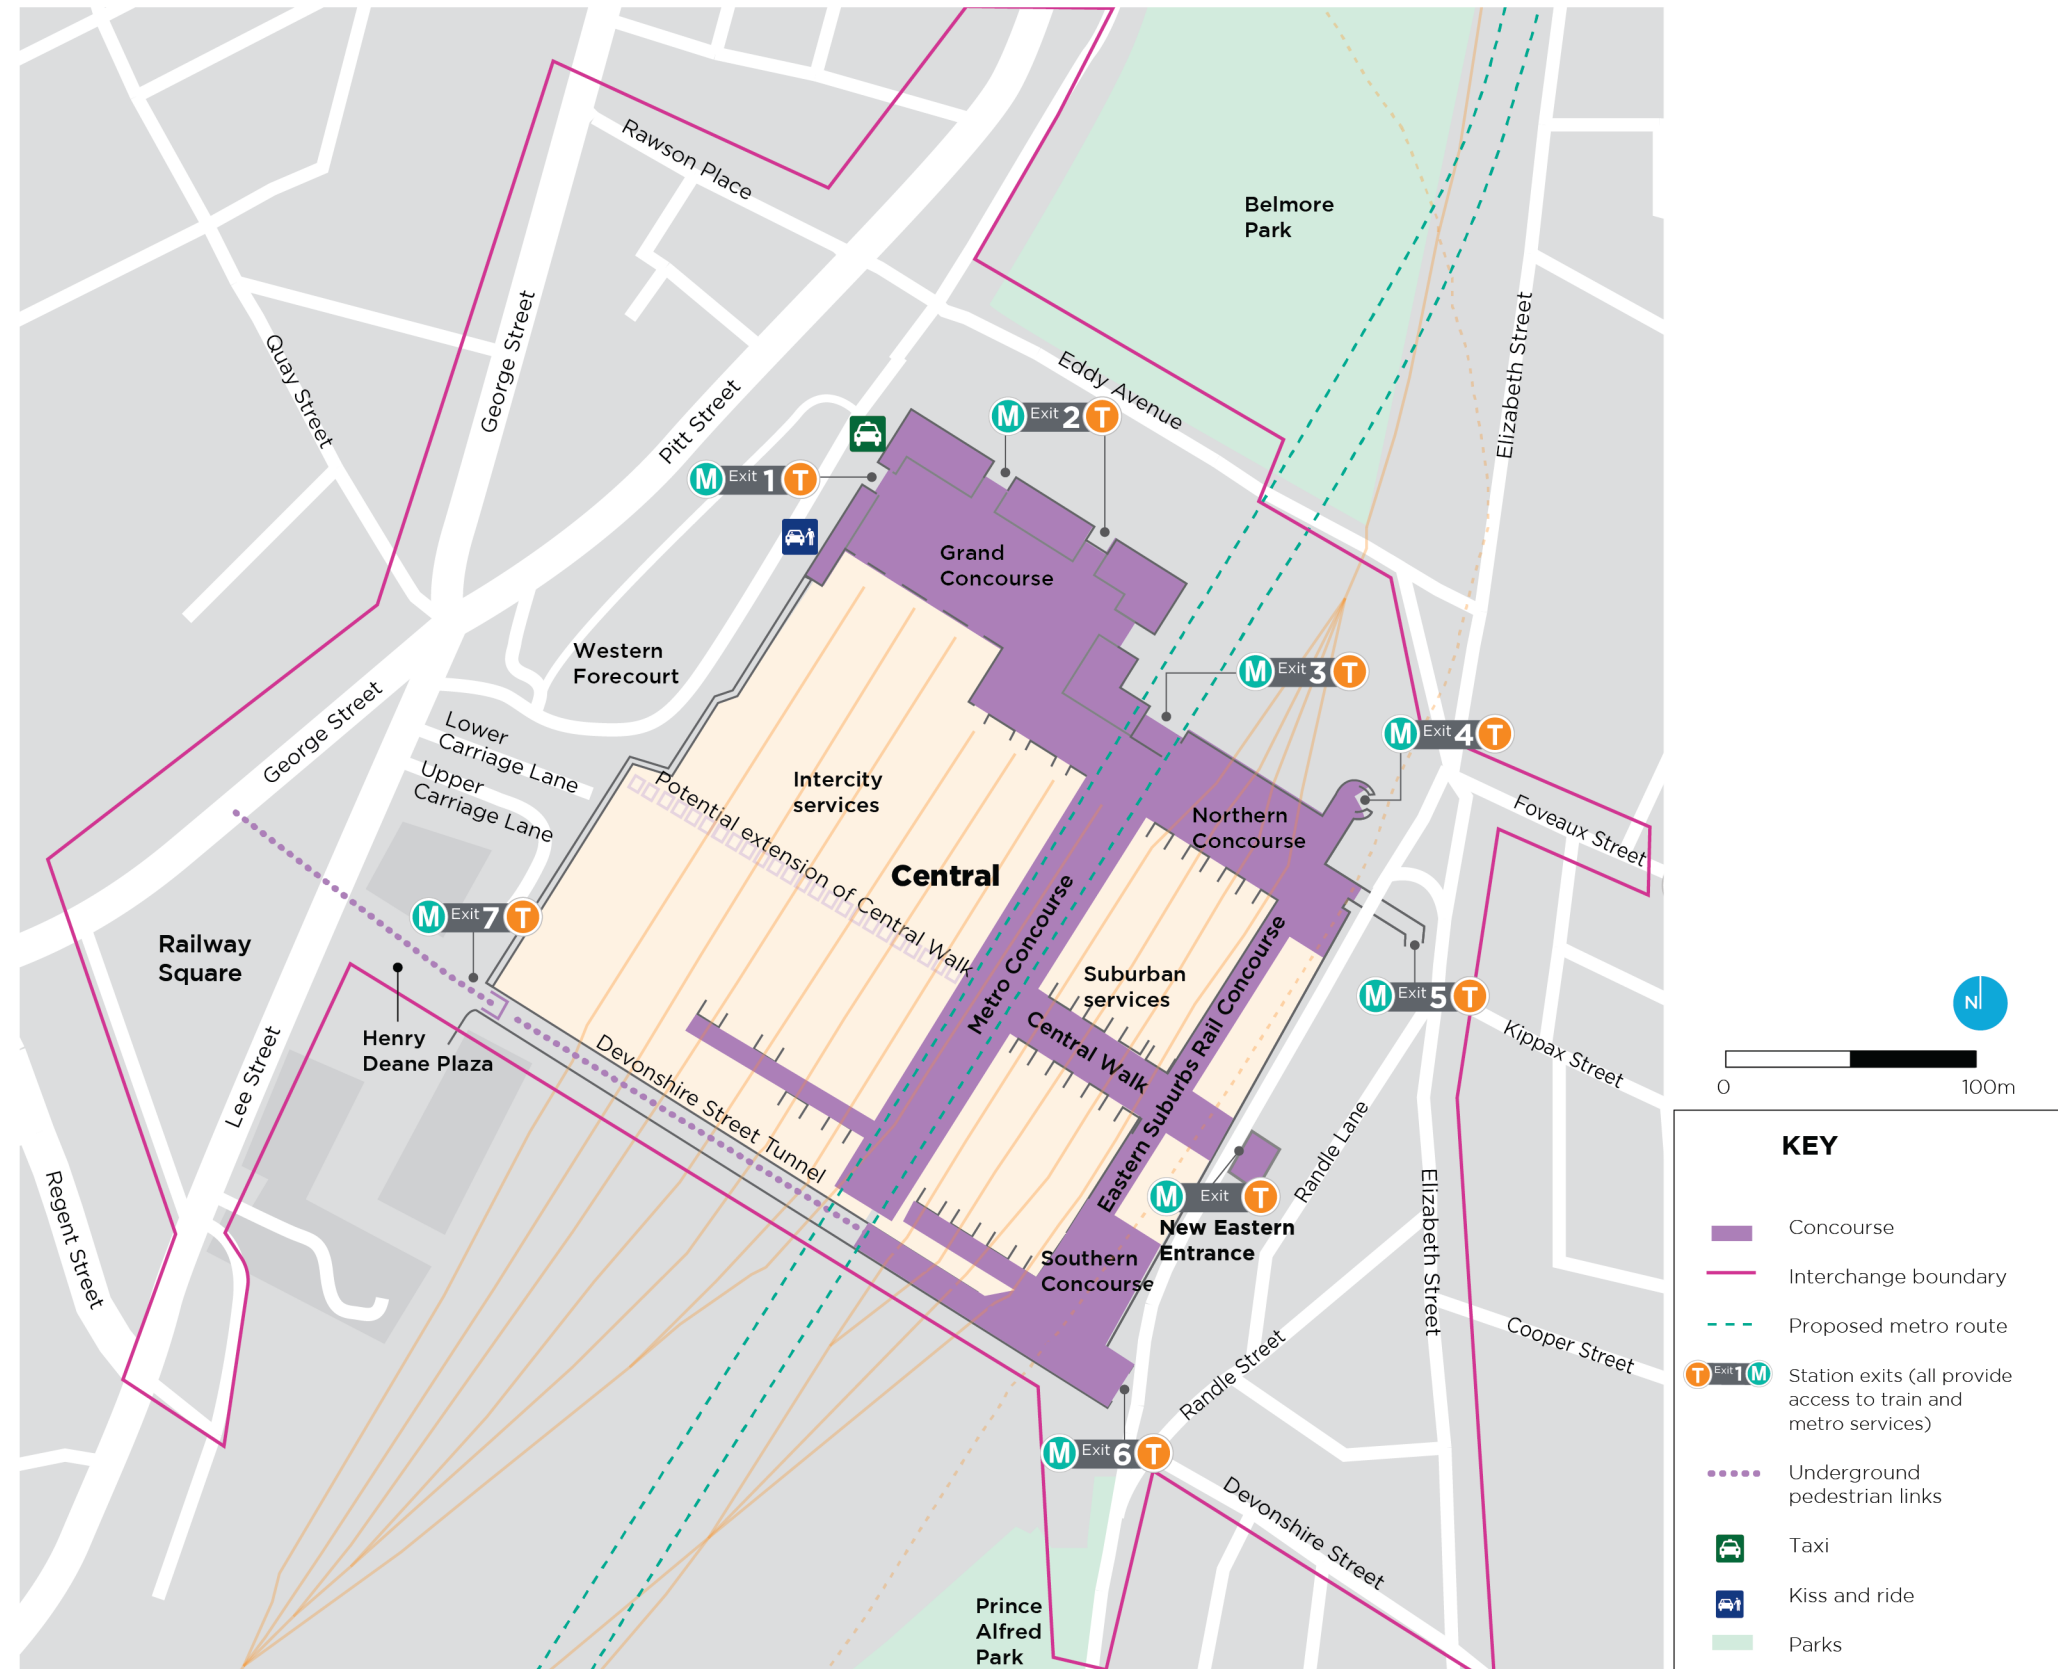 Rawson Place
Belmore
Park
Quay Street
George Street
Elizabeth Street
Eddy Avenue
Pitt Street
M Exit 2 T
M Exit 1 T
Grand
Concourse
Western
Forecourt
M Exit 3 T
George Street
Lower
Carriage Lane
Upper
Carriage Lane
M Exit 4 T
Intercity
services
Potential extension of Central Walk
Northern
Concourse
Foveaux Street
Central
M Exit 7 T
Railway
Square
Metro Concourse
Suburban
services
Eastern Suburbs Rail Concourse
M Exit 5 T
Central Walk
Kippax Street
Henry
Deane Plaza
Devonshire Street Tunnel
Lee Street
Randle Lane
Regent Street
M Exit T
New Eastern
Entrance
Elizabeth Street
Southern
Concourse
Cooper Street
Randle Street
M Exit 6 T
Devonshire Street
Prince
Alfred
Park
N
0 100m
KEY
Concourse
Interchange boundary
Proposed metro route
T Exit 1 M Station exits (all provide
access to train and
metro services)
Underground
pedestrian links
Taxi
Kiss and ride
Parks